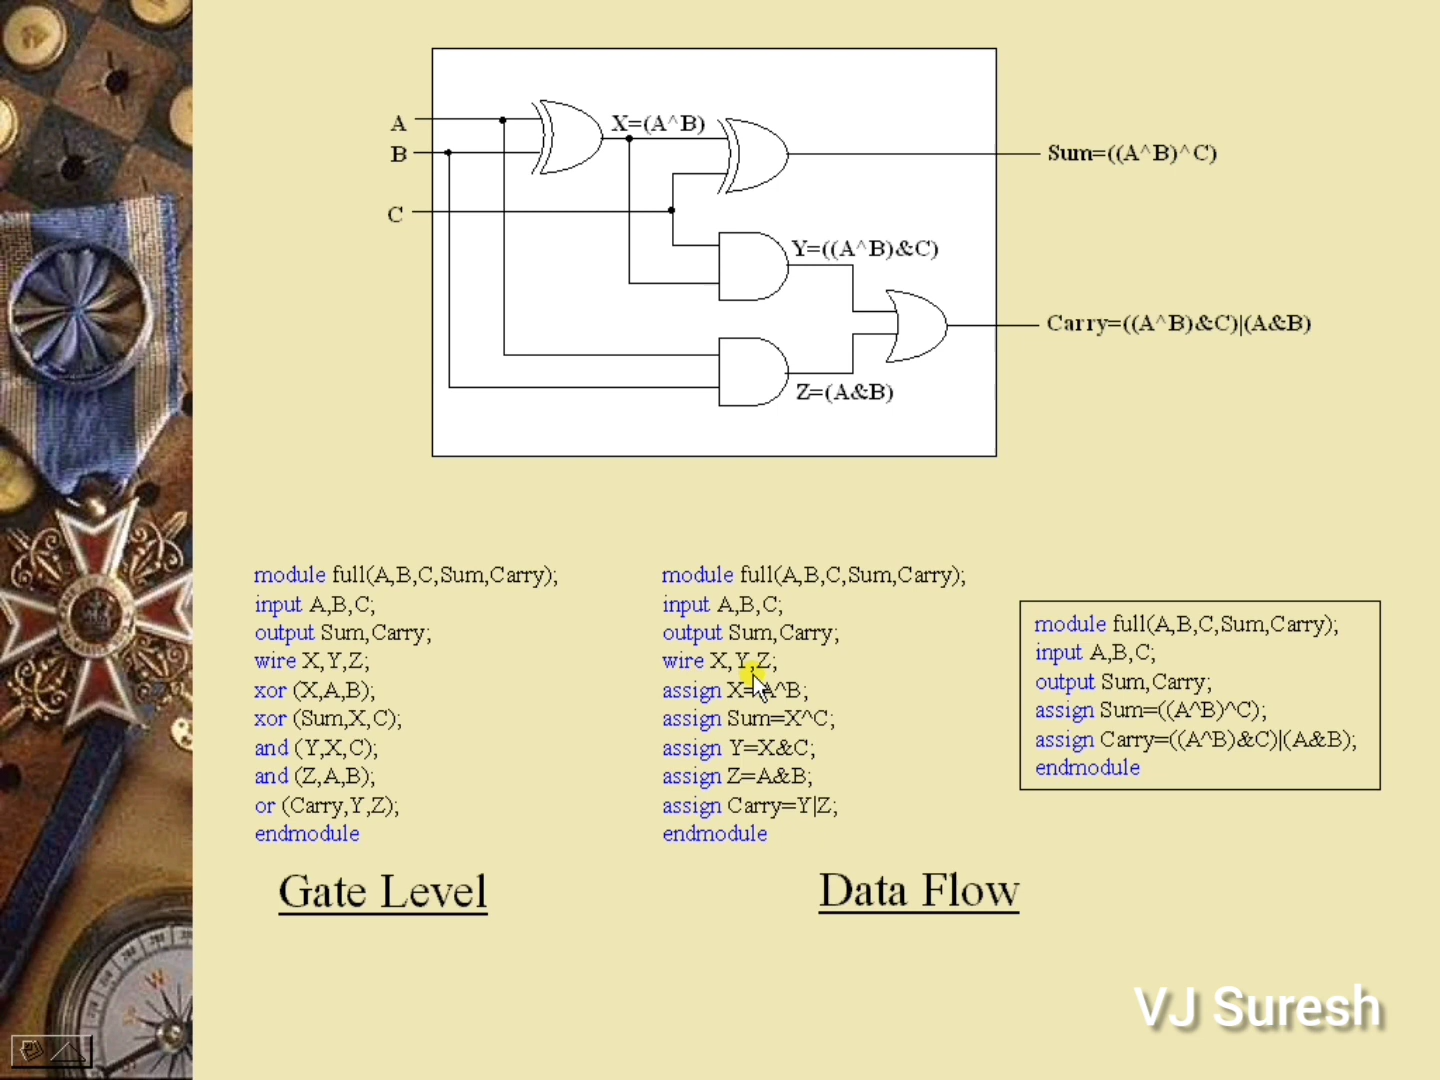 A
B
C
X=(A^B)
Sum=((A^B)^C)
Y=((A^B)&C)
Carry=((A^B)&C)|(A&B)
Z=(A&B)
module full(A,B,C,Sum,Carry);
input A,B,C;
output Sum,Carry;
wire X,Y,Z;
xor (X,A,B);
xor (Sum,X,C);
and (Y,X,C);
and (Z,A,B);
or (Carry,Y,Z);
endmodule
Gate Level
module full(A,B,C,Sum,Carry);
input A,B,C;
output Sum,Carry;
wire X,Y,Z;
assign X=A^B;
assign Sum=X^C;
assign Y=X&C;
assign Z=A&B;
assign Carry=Y|Z;
endmodule
module full(A,B,C,Sum,Carry);
input A,B,C;
output Sum,Carry;
assign Sum=((A^B)^C);
assign Carry=((A^B)&C)|(A&B);
endmodule
Data Flow
VJ Suresh